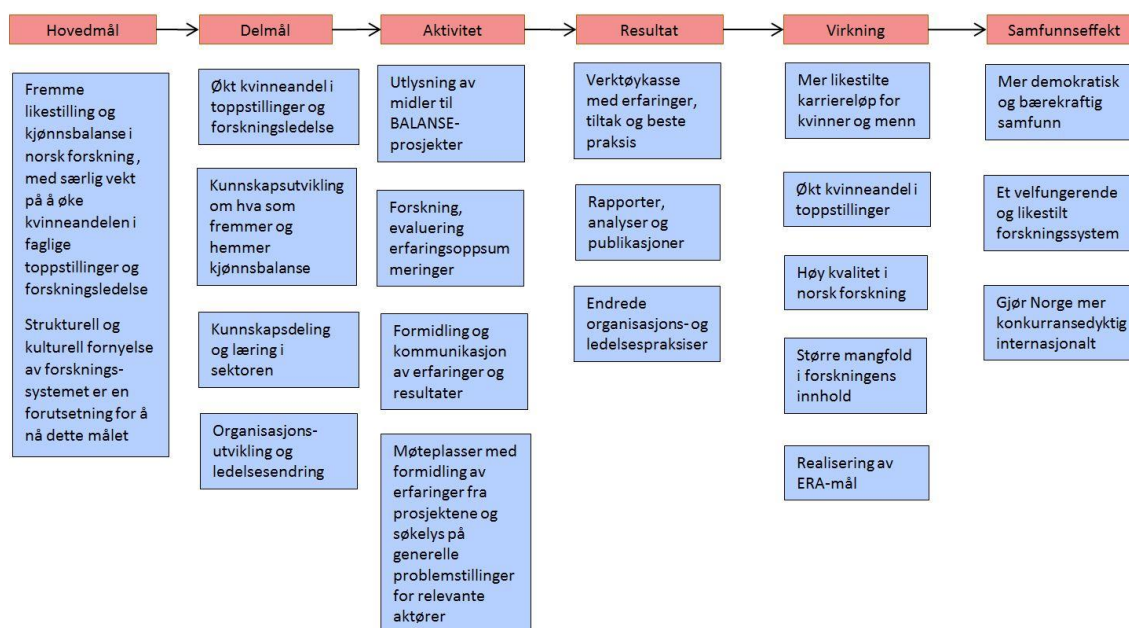 Hovedmål
Delmål
Aktivitet
Resultat
Virkning
Samfunnseffekt
Fremme
likestilling og
kjønnsbalanse i
norsk forskning ,
med særlig vekt
på å øke
kvinneandelen i
faglige
toppstillinger og
forskningsledelse
Strukturell og
kulturell fornyelse
av forsknings-
systemet er en
forutsetning for å
nå dette målet
Økt kvinneandel i
toppstillinger og
forskningsledelse
Kunnskapsutvikling
om hva som
fremmer og
hemmer
kjønnsbalanse
Kunnskapsdeling
og læring i
sektoren
Organisasjons-
utvikling og
ledelsesendring
Utlysning av
midler til
BALANSE-
prosjekter
Forskning,
evaluering
erfaringsoppsum
meringer
Formidling og
kommunikasjon
av erfaringer og
resultater
Møteplasser med
formidling av
erfaringer fra
prosjektene og
søkelys på
generelle
problemstillinger
for relevante
aktører
Verktøykasse
med erfaringer,
tiltak og beste
praksis
Rapporter,
analyser og
publikasjoner
Endrede
organisasjons- og
ledelsespraksiser
Mer likestilte
karriereløp for
kvinner og menn
Økt kvinneandel i
toppstillinger
Høy kvalitet i
norsk forskning
Større mangfold
i forskningens
innhold
Realisering av
ERA-mål
Mer demokratisk
og bærekraftig
samfunn
Et velfungerende
og likestilt
forskningssystem
Gjør Norge mer
konkurransedyktig
internasjonalt